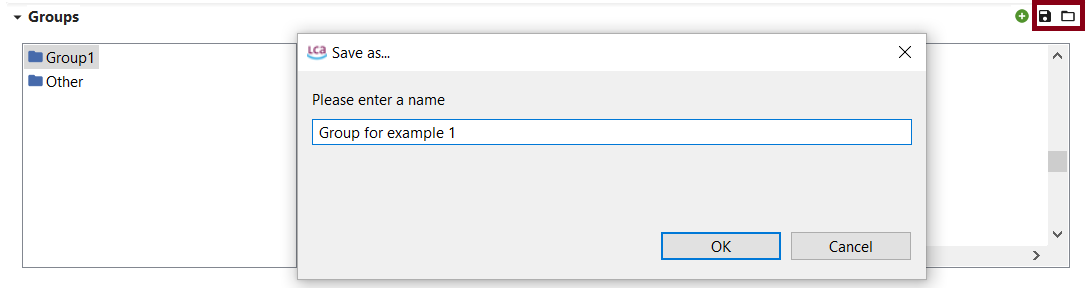 Groups
Group1
Other
LCA
Save as...
Please enter a name
Group for example 1
OK
Cancel